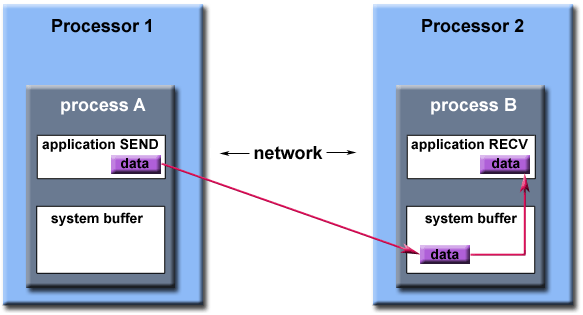 Processor 1
process A
application SEND
data
system buffer
network
Processor 2
process B
application RECV
data
system buffer
data